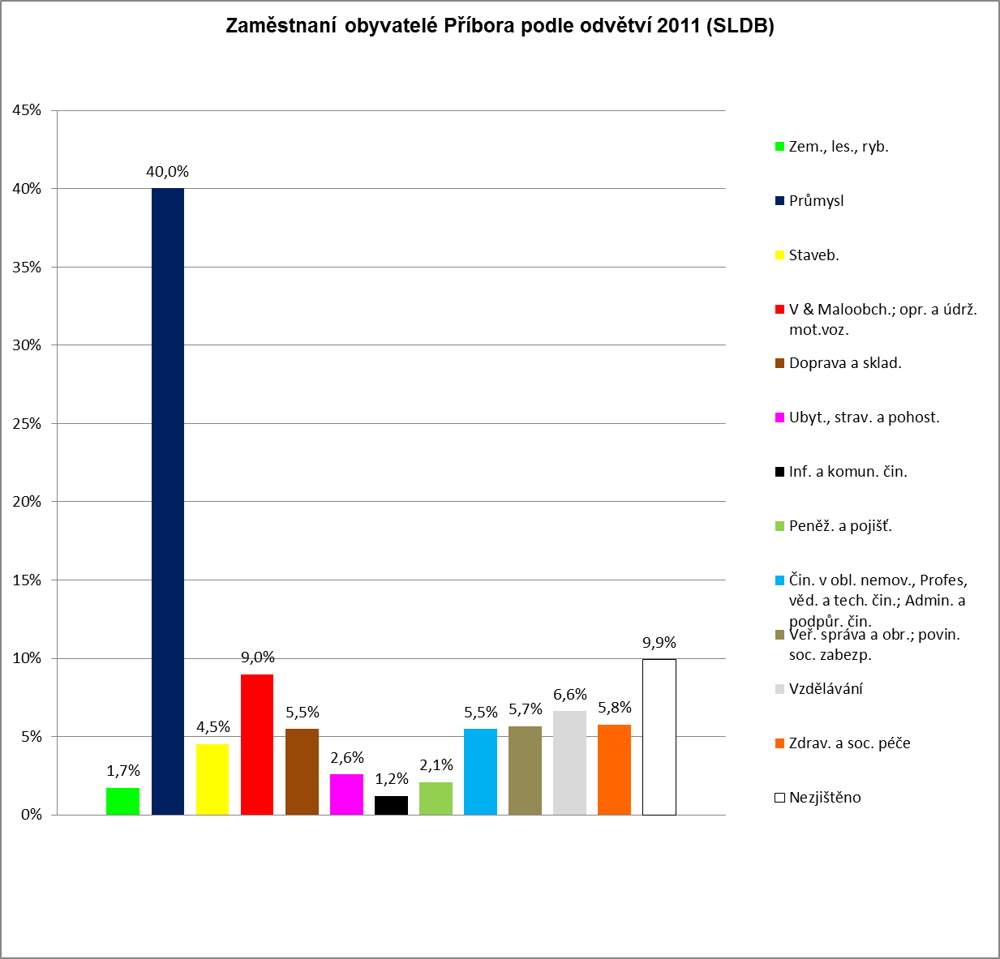 Zaměstnaní obyvatelé Příbora podle odvětví 2011 (SLDB)
45%
40%
35%
30%
25%
20%
15%
10%
5%
0%
1,7%
40,0%
4,5%
9,0%
5,5%
2,6%
1,2%
2,1%
5,5%
5,7%
6,6%
5,8%
9,9%
Zem., les., ryb.
Průmysl
Staveb.
V & Maloobch.; opr. a údrž.
mot.voz.
Doprava a sklad.
Ubyt., strav. a pohost.
Inf. a komun. čin.
Peněž. a pojišť.
Čin. v obl. nemov., Profes,
věd. a tech. čin.; Admin. a
podpůr. čin.
Veř. správa a obr.; povin.
soc. zabezp.
Vzdělávání
Zdrav. a soc. péče
Nezjištěno